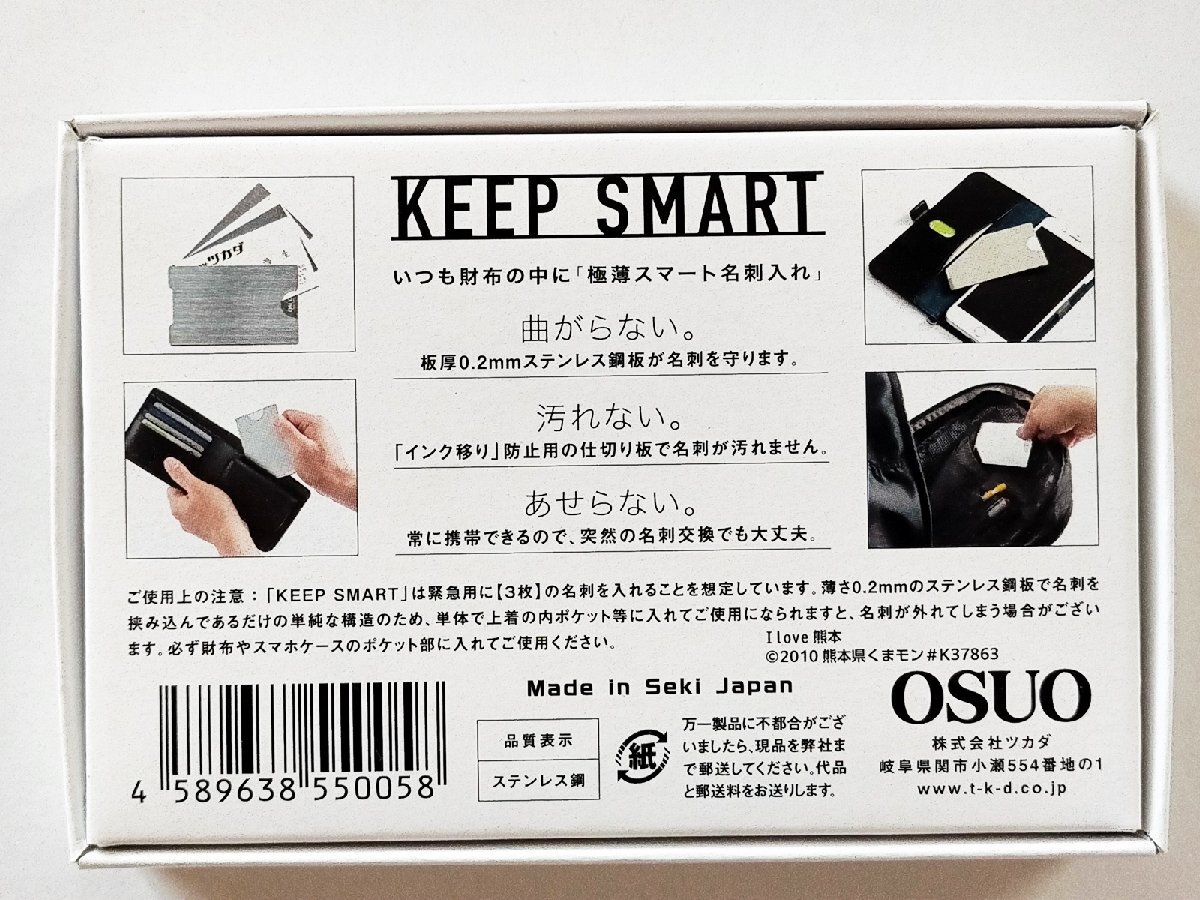 KEEP SMART
いつも財布の中に「極薄スマート名刺入れ」
曲がらない。
板厚0.2mmステンレス鋼板が名刺を守ります。
汚れない。
「インク移り」防止用の仕切り板で名刺が汚れません。
あせらない。
常に携帯できるので、突然の名刺交換でも大丈夫。
ツカダ
ご使用上の注意：「KEEP SMART」は緊急用に【3枚】の名刺を入れることを想定しています。薄さ0.2mmのステンレス鋼板で名刺を
挟み込んであるだけの単純な構造のため、単体で上着の内ポケット等に入れてご使用になられますと、名刺が外れてしまう場合がござい
ます。必ず財布やスマホケースのポケット部に入れてご使用ください。
I love 熊本
©2010 熊本県くまモン#K37863
Made in Seki Japan
4 589638 550058
品質表示
ステンレス鋼
紙
万一製品に不都合がござ
いましたら、現品を弊社ま
で郵送してください。代品
と郵送料をお送りします。
OSUO
株式会社ツカダ
岐阜県関市小瀬554番地の1
www.t-k-d.co.jp